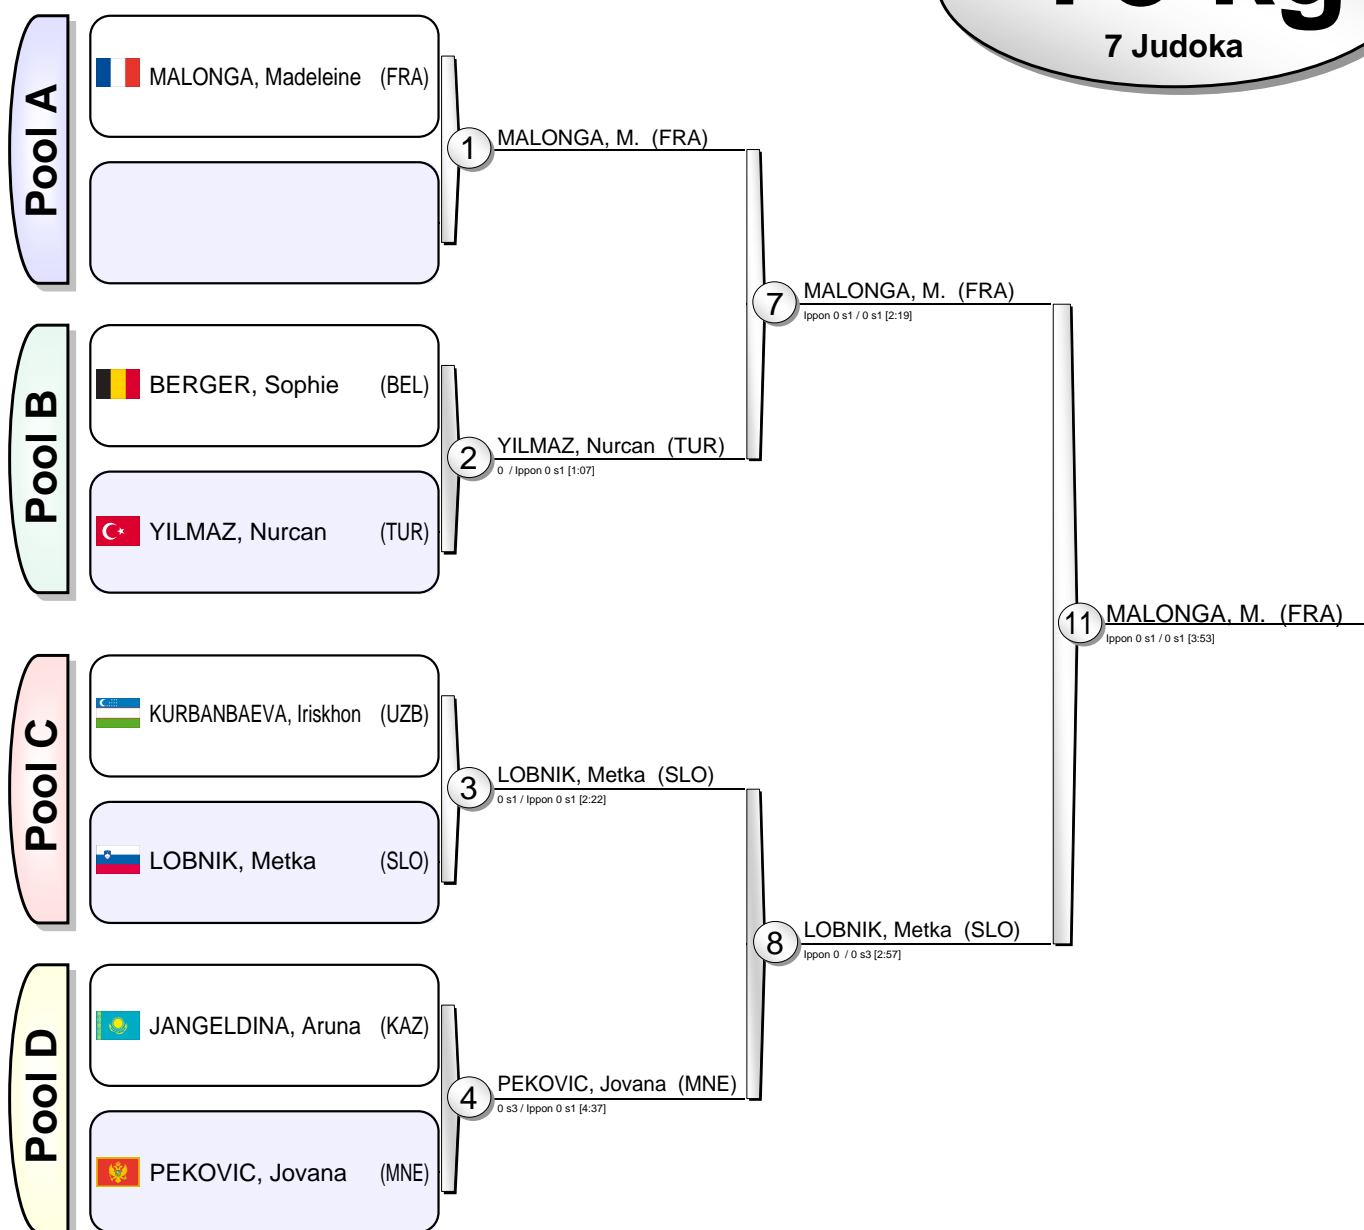 7 Judoka
Pool A
MALONGA, Madeleine (FRA)
1 MALONGA, M. (FRA)
7 MALONGA, M. (FRA)
Ippon 0 s1 / 0 s1 [2:19]
Pool B
BERGER, Sophie (BEL)
2 YILMAZ, Nurcan (TUR)
0 / Ippon 0 s1 [1:07]
YILMAZ, Nurcan (TUR)
11 MALONGA, M. (FRA)
Ippon 0 s1 / 0 s1 [3:53]
Pool C
KURBANBAEVA, Iriskhon (UZB)
3 LOBNIK, Metka (SLO)
0 s1 / Ippon 0 s1 [2:22]
LOBNIK, Metka (SLO)
8 LOBNIK, Metka (SLO)
Ippon 0 / 0 s3 [2:57]
Pool D
JANGELDINA, Aruna (KAZ)
4 PEKOVIC, Jovana (MNE)
0 s3 / Ippon 0 s1 [4:37]
PEKOVIC, Jovana (MNE)